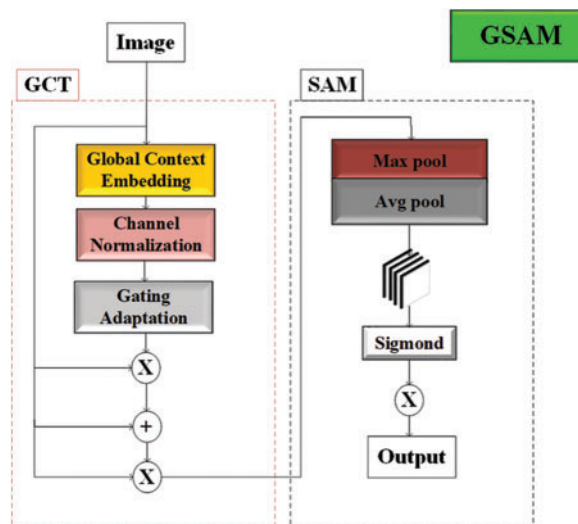 GSAM
Image
GCT
Global Context
Embedding
Channel
Normalization
Gating
Adaptation
X
+
X
SAM
Max pool
Avg pool
Sigmond
X
Output